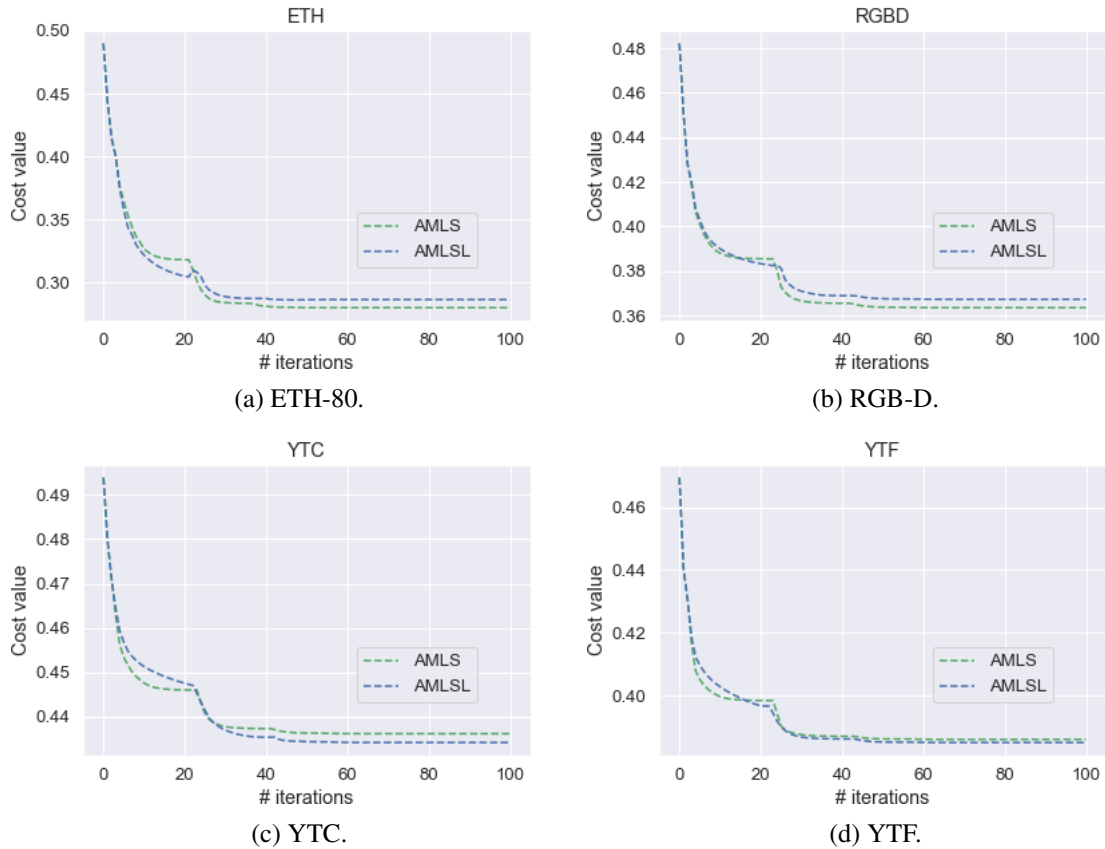 ETH
0.50
0.45
0.40
0.35
0.30
Cost value
AMLS
AMLSL
0 20 40 60 80 100
# iterations
(a) ETH-80.
RGBD
0.48
0.46
0.44
0.42
0.40
0.38
0.36
Cost value
AMLS
AMLSL
0 20 40 60 80 100
# iterations
(b) RGB-D.
YTC
0.49
0.48
0.47
0.46
0.45
0.44
Cost value
AMLS
AMLSL
0 20 40 60 80 100
# iterations
(c) YTC.
YTF
0.46
0.44
0.42
0.40
Cost value
AMLS
AMLSL
0 20 40 60 80 100
# iterations
(d) YTF.